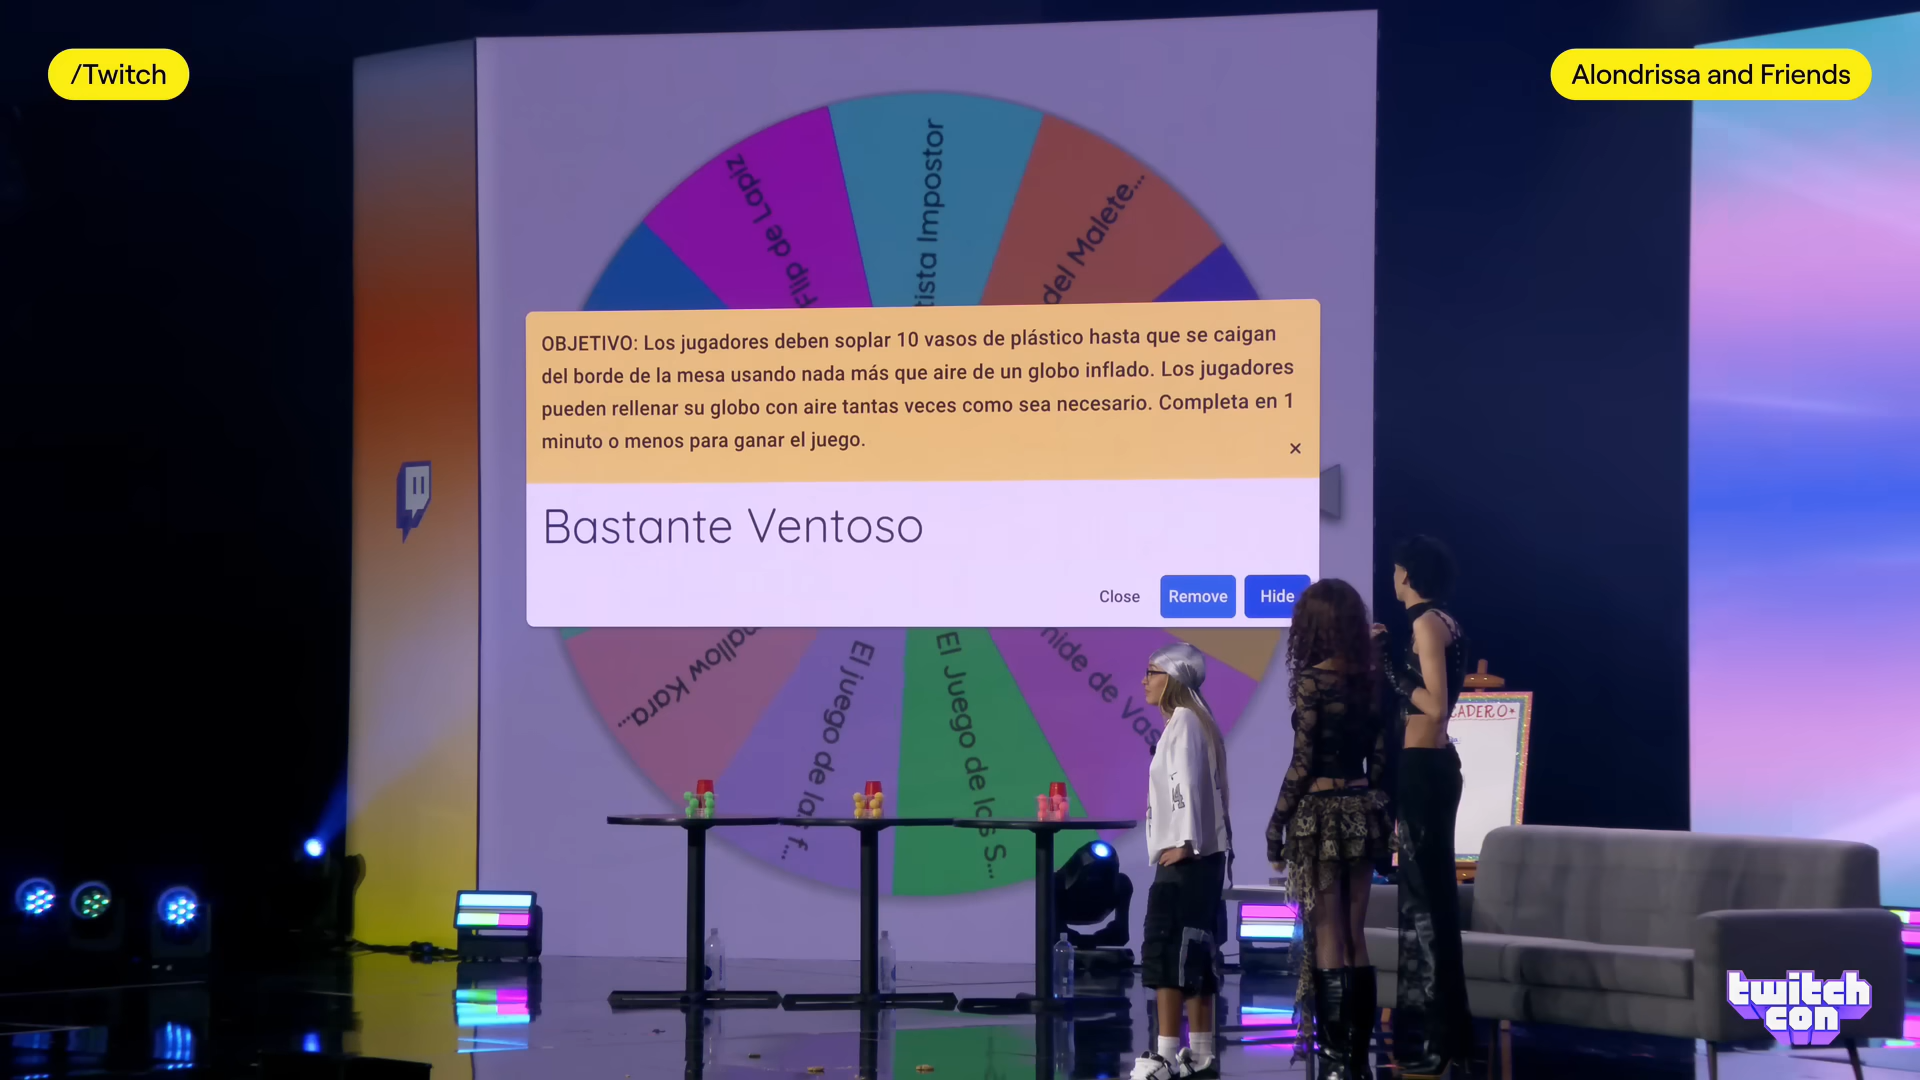 /Twitch
Alondrissa and Friends
Flip de Lapiz
tista Impostor
del Malete...
OBJETIVO: Los jugadores deben soplar 10 vasos de plástico hasta que se caigan
del borde de la mesa usando nada más que aire de un globo inflado. Los jugadores
pueden rellenar su globo con aire tantas veces como sea necesario. Completa en 1
minuto o menos para ganar el juego.
×
Bastante Ventoso
Close
Remove
Hide
allow Kara...
El juego de las f...
El Juego de los S...
mide de Vas
CADERO
twitch
con